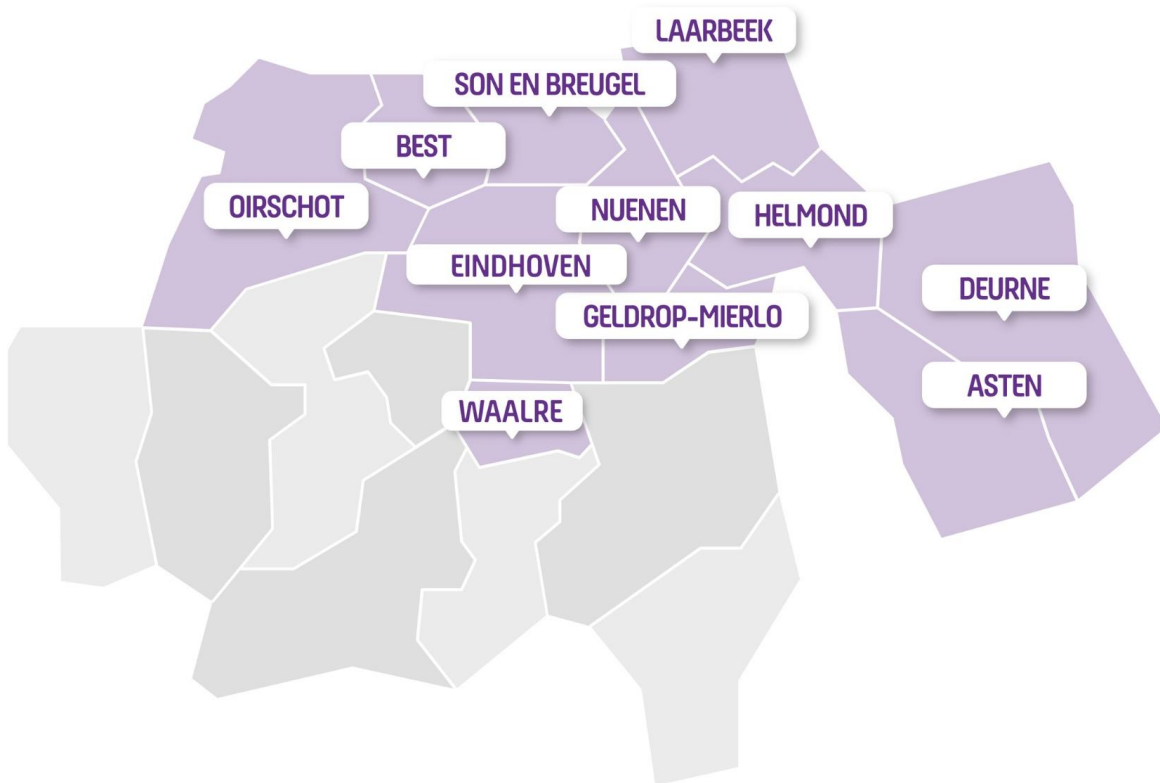 LAARBEEK
SON EN BREUGEL
BEST
OIRSCHOT
NUENEN
HELMOND
EINDHOVEN
DEURNE
GELDROP-MIERLO
ASTEN
WAALRE